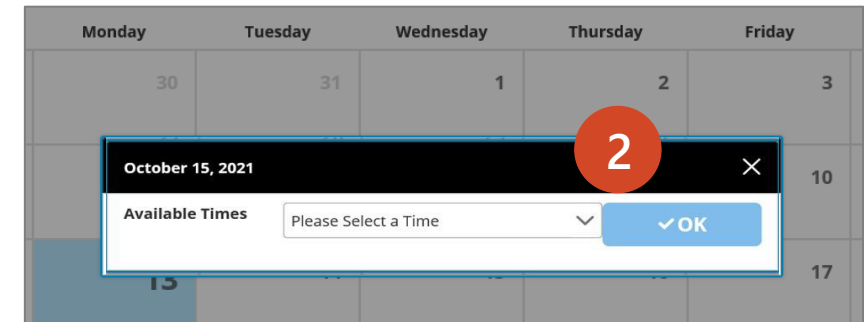 Monday Tuesday Wednesday Thursday Friday
30 31 1 2 3
2
October 15, 2021
10
Available Times Please Select a Time OK
13 17